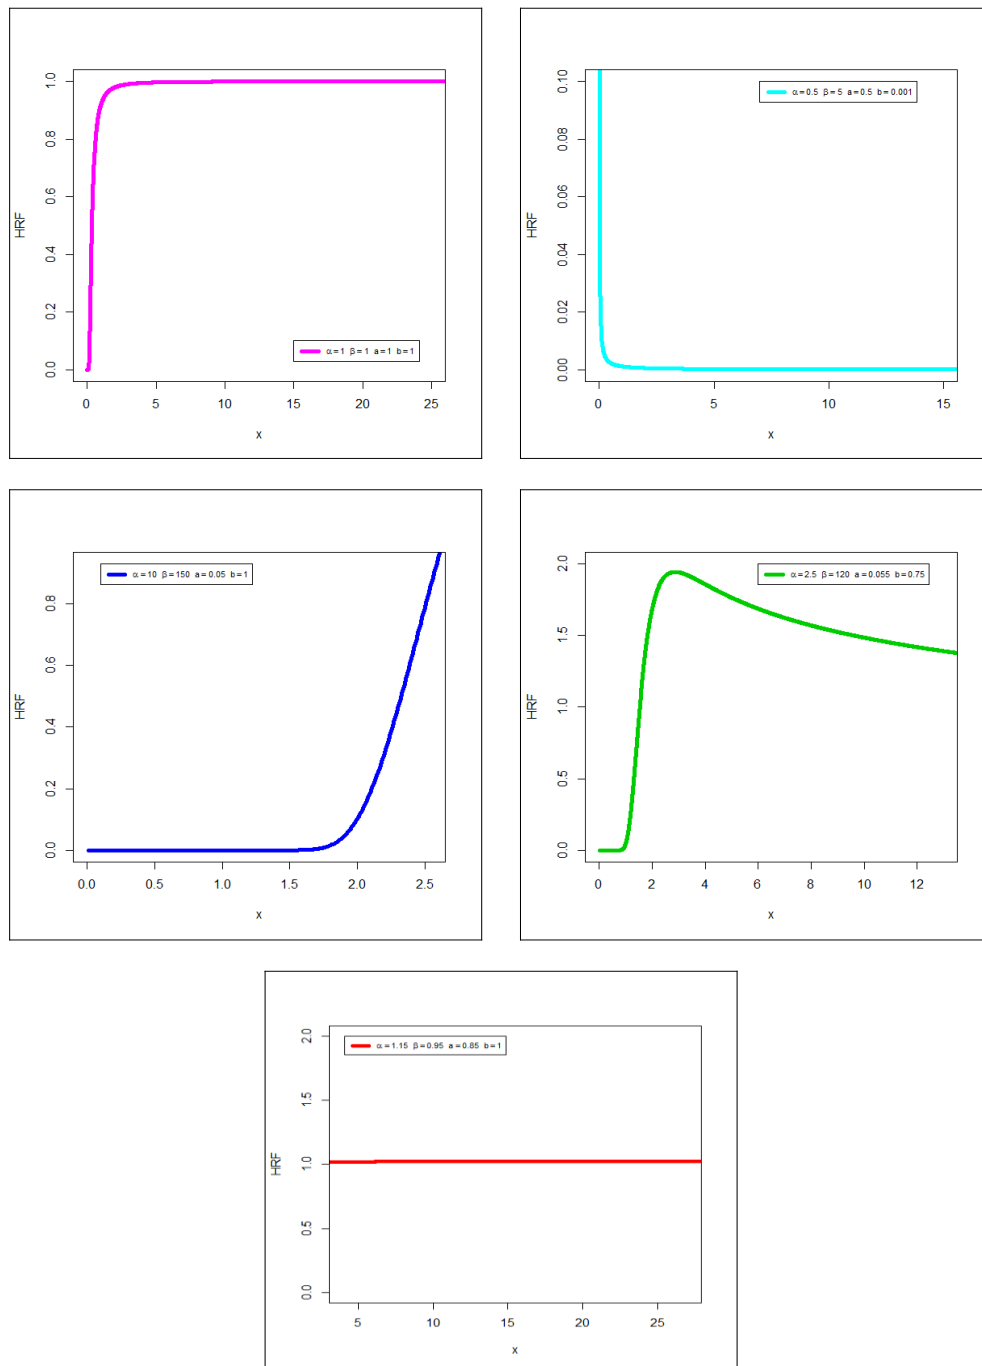 HRF
0.0 0.2 0.4 0.6 0.8 1.0
α = 1 β = 1 a = 1 b = 1
0 5 10 15 20 25
x
HRF
0.00 0.02 0.04 0.06 0.08 0.10
α = 0.5 β = 5 a = 0.5 b = 0.001
0 5 10 15
x
HRF
0.0 0.2 0.4 0.6 0.8
α = 10 β = 150 a = 0.05 b = 1
0.0 0.5 1.0 1.5 2.0 2.5
x
HRF
0.0 0.5 1.0 1.5 2.0
α = 2.5 β = 120 a = 0.055 b = 0.75
0 2 4 6 8 10 12
x
HRF
0.0 0.5 1.0 1.5 2.0
α = 1.15 β = 0.95 a = 0.85 b = 1
5 10 15 20 25
x